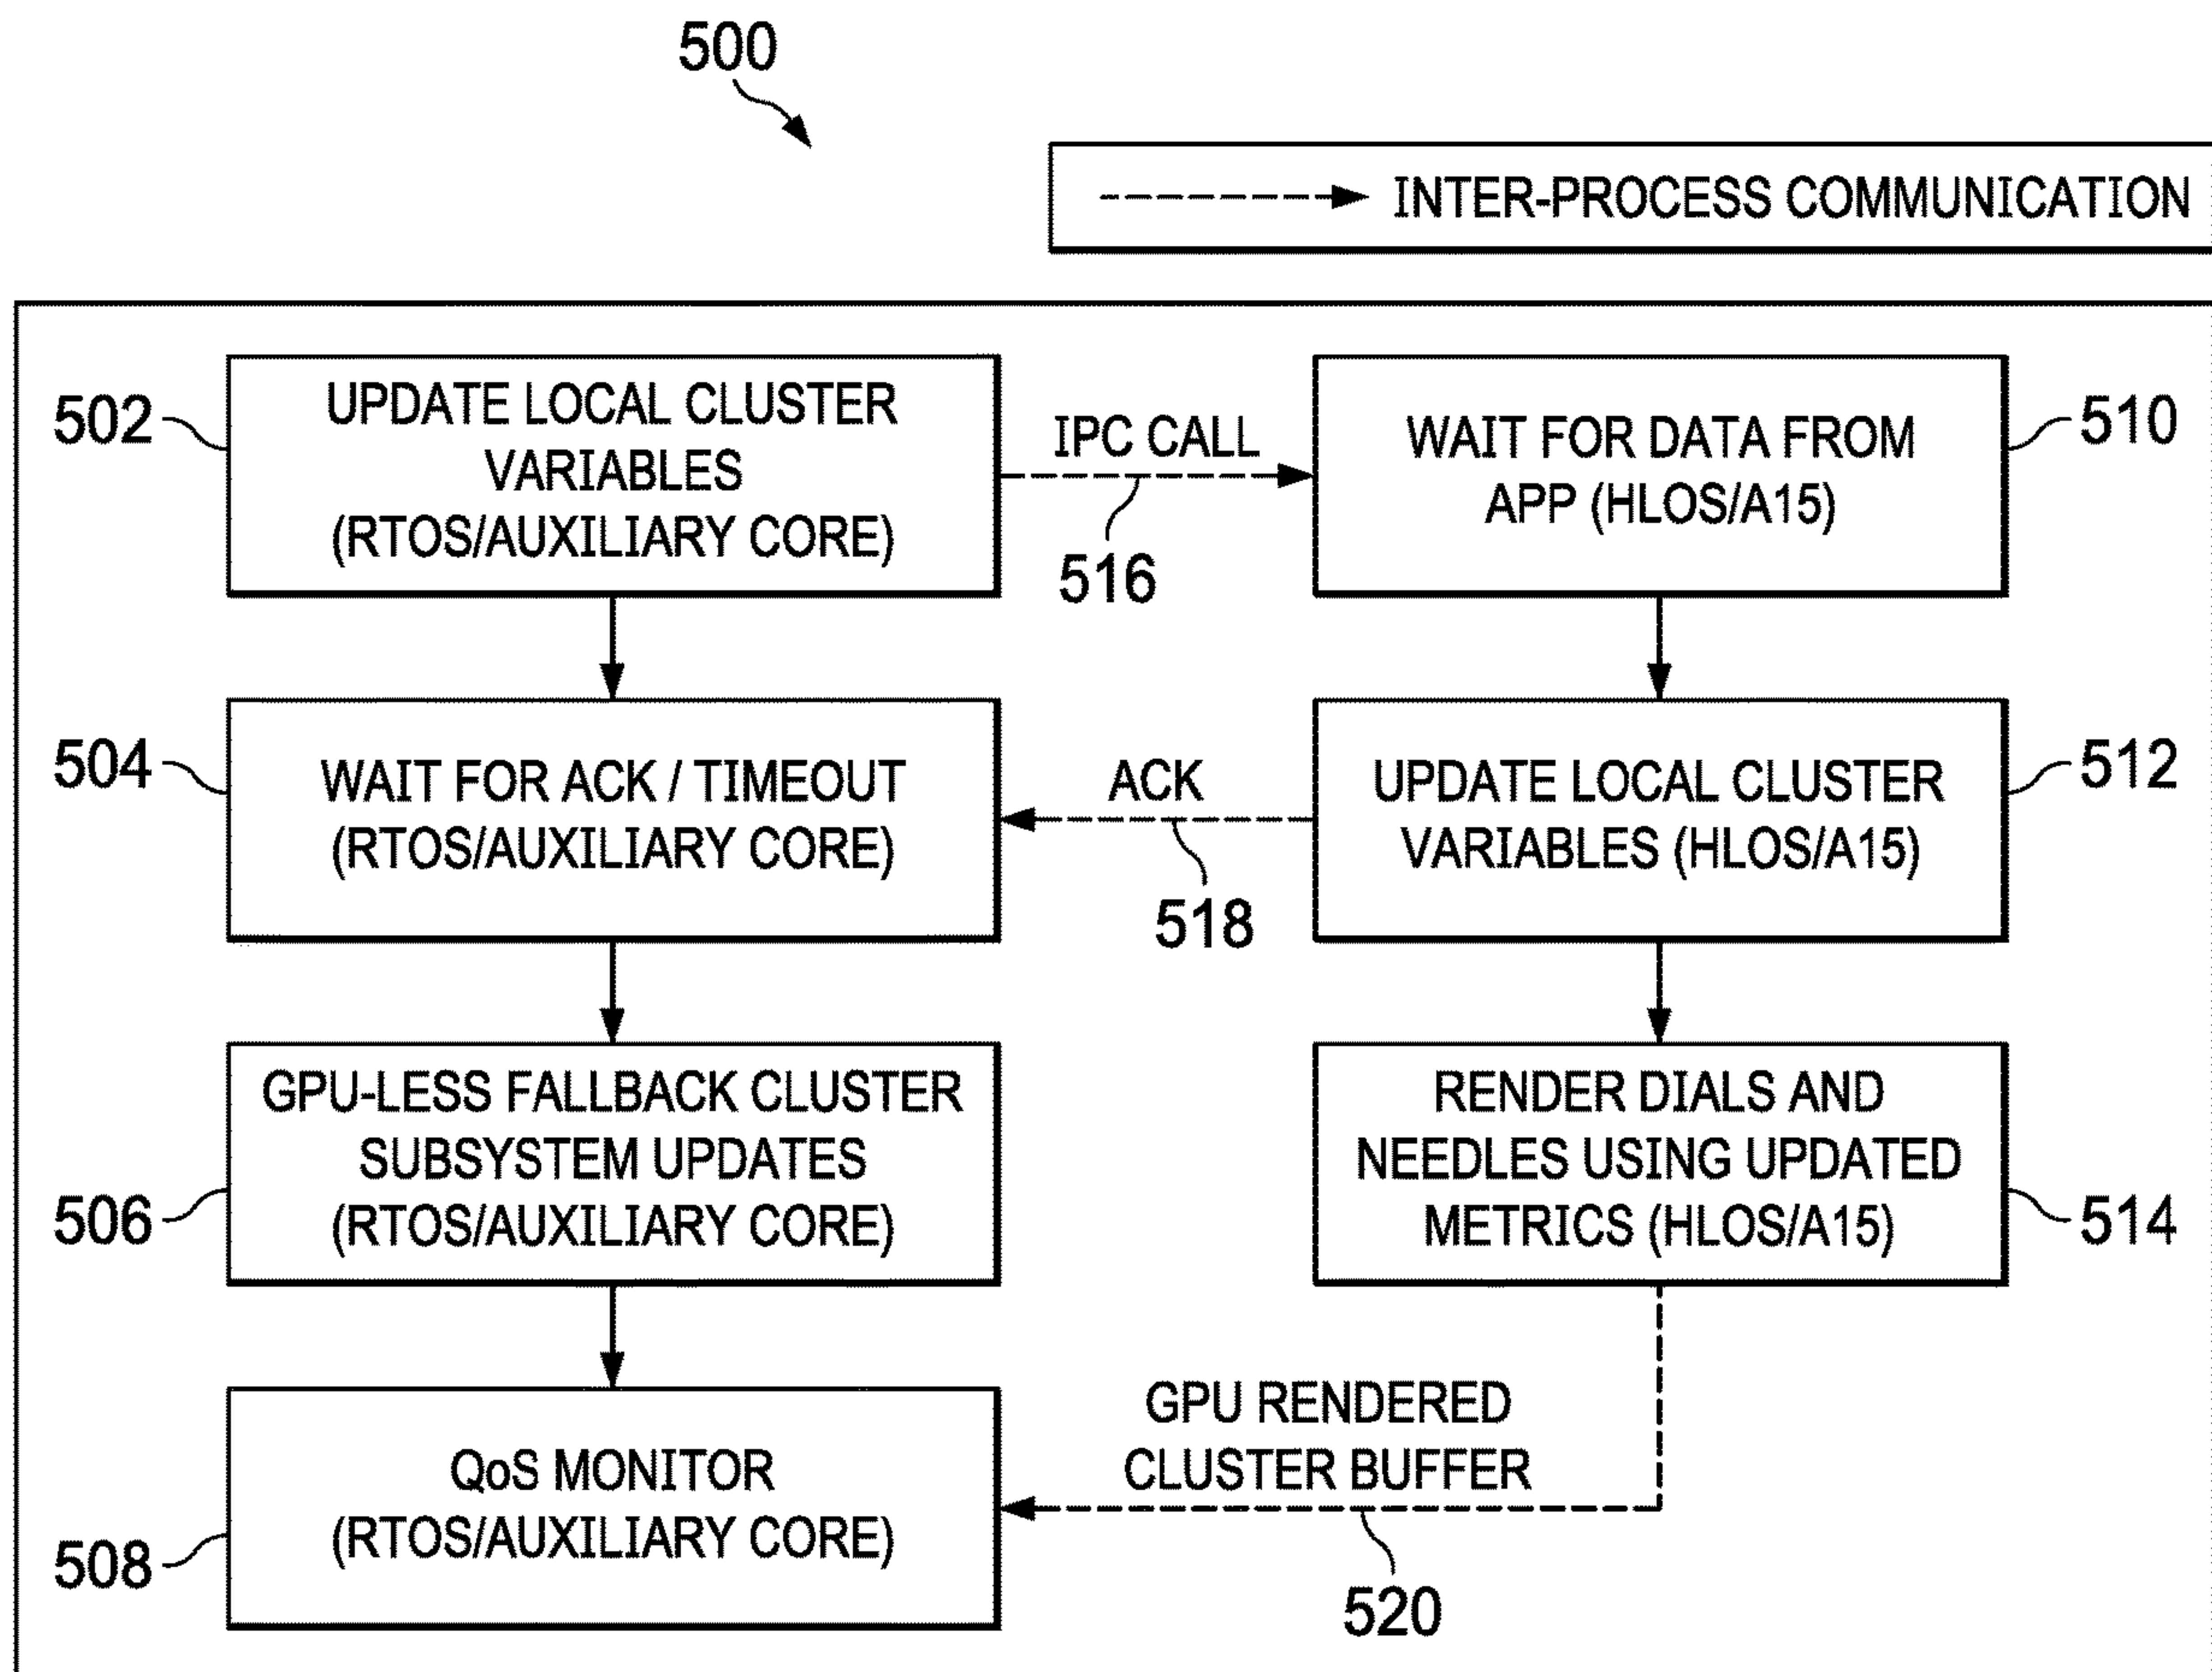 500
INTER-PROCESS COMMUNICATION
502
UPDATE LOCAL CLUSTER
VARIABLES
(RTOS/AUXILIARY CORE)
IPC CALL
516
WAIT FOR DATA FROM
APP (HLOS/A15)
510
504
WAIT FOR ACK / TIMEOUT
(RTOS/AUXILIARY CORE)
ACK
518
UPDATE LOCAL CLUSTER
VARIABLES (HLOS/A15)
512
506
GPU-LESS FALLBACK CLUSTER
SUBSYSTEM UPDATES
(RTOS/AUXILIARY CORE)
RENDER DIALS AND
NEEDLES USING UPDATED
METRICS (HLOS/A15)
514
508
QoS MONITOR
(RTOS/AUXILIARY CORE)
GPU RENDERED
CLUSTER BUFFER
520